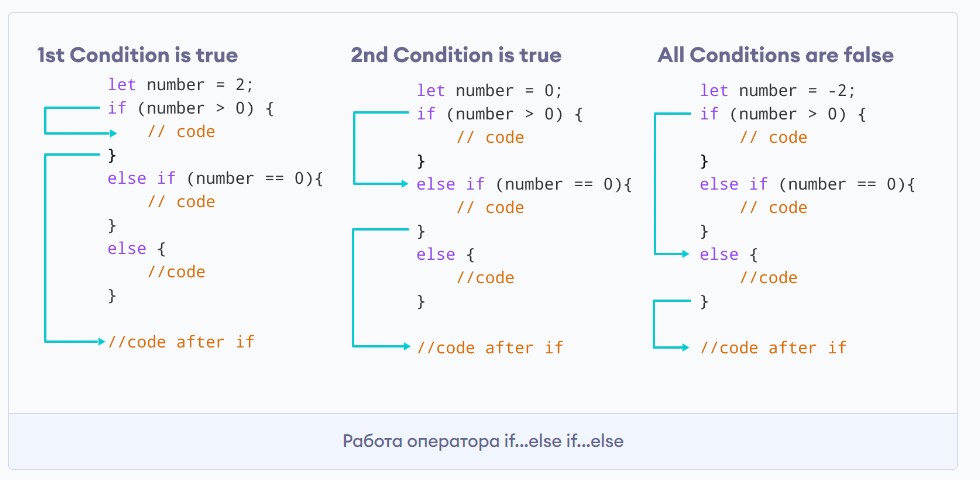 1st Condition is true
let number = 2;
if (number > 0) {
// code
}
else if (number == 0){
// code
}
else {
//code
}
//code after if
2nd Condition is true
let number = 0;
if (number > 0) {
// code
}
else if (number == 0){
// code
}
else {
//code
}
//code after if
All Conditions are false
let number = -2;
if (number > 0) {
// code
}
else if (number == 0){
// code
}
else {
//code
}
//code after if
Работа оператора if...else if...else